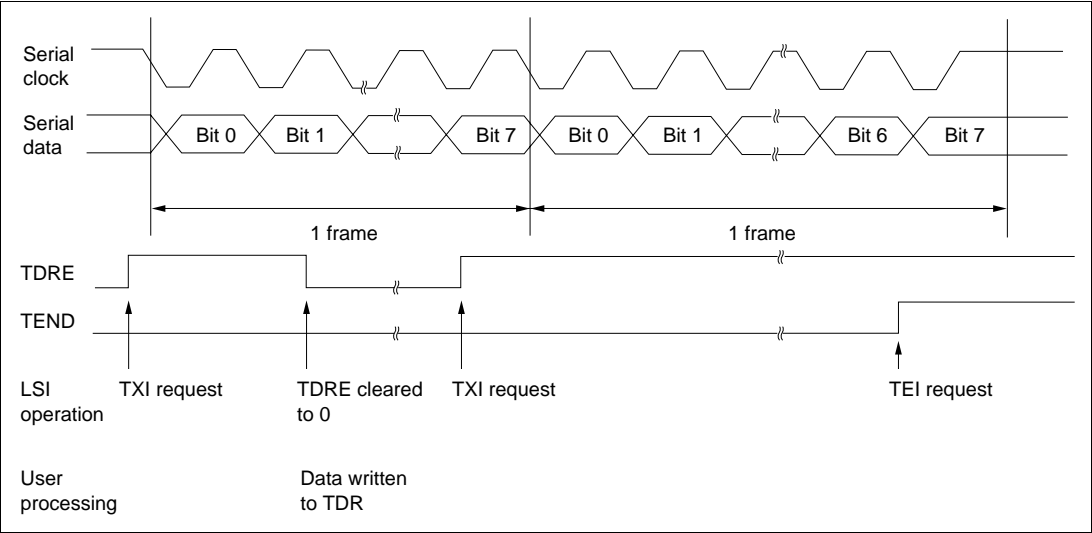 Serial
clock
Serial
data
Bit 0
Bit 1
Bit 7
Bit 0
Bit 1
Bit 6
Bit 7
1 frame
1 frame
TDRE
TEND
LSI
operation
TXI request
TDRE cleared
to 0
TXI request
TEI request
User
processing
Data written
to TDR